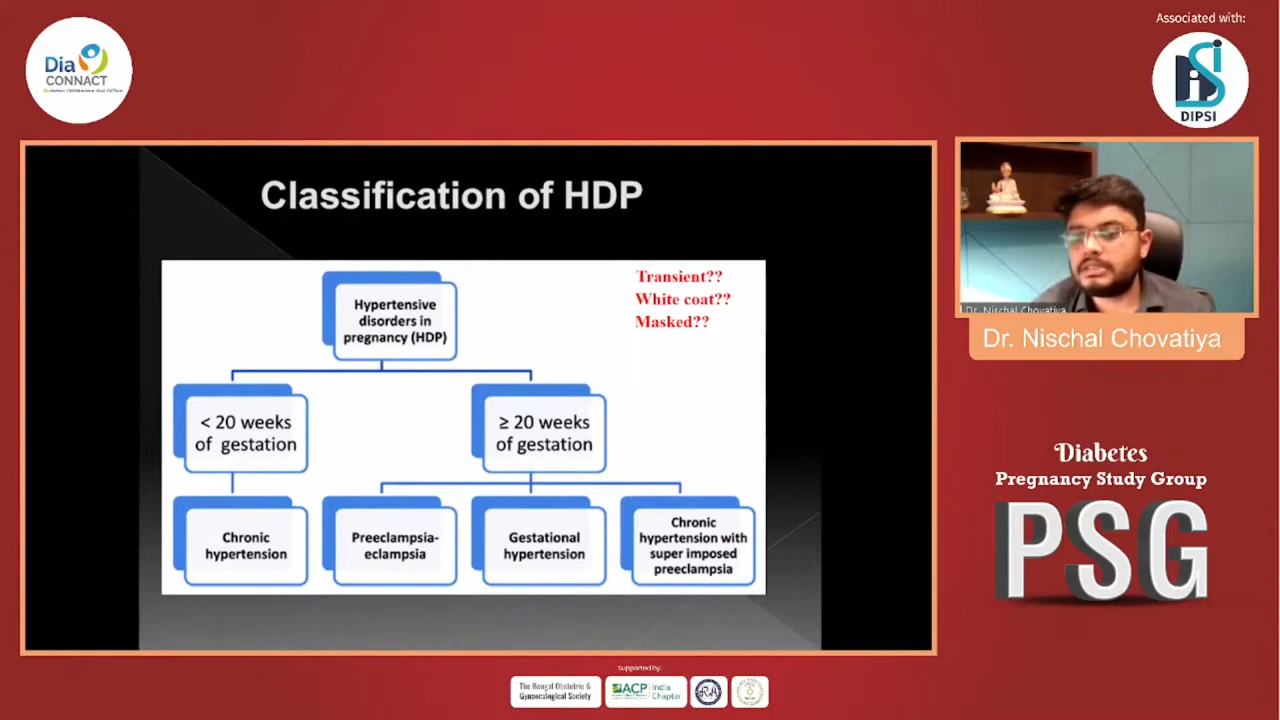 Associated with:
Dia
CONNACT
DIPSI
Classification of HDP
Transient??
White coat??
Masked??
Hypertensive
disorders in
pregnancy (HDP)
< 20 weeks
of gestation
≥ 20 weeks
of gestation
Chronic
hypertension
Preeclampsia-
eclampsia
Gestational
hypertension
Chronic
hypertension with
super imposed
preeclampsia
Dr. Nischal Chovatiya
Dr. Nischal Chovatiya
Diabetes
Pregnancy Study Group
PSG
Supported by:
The Bengal Obstetric &
Gynaecological Society
ACP
India
Chapter